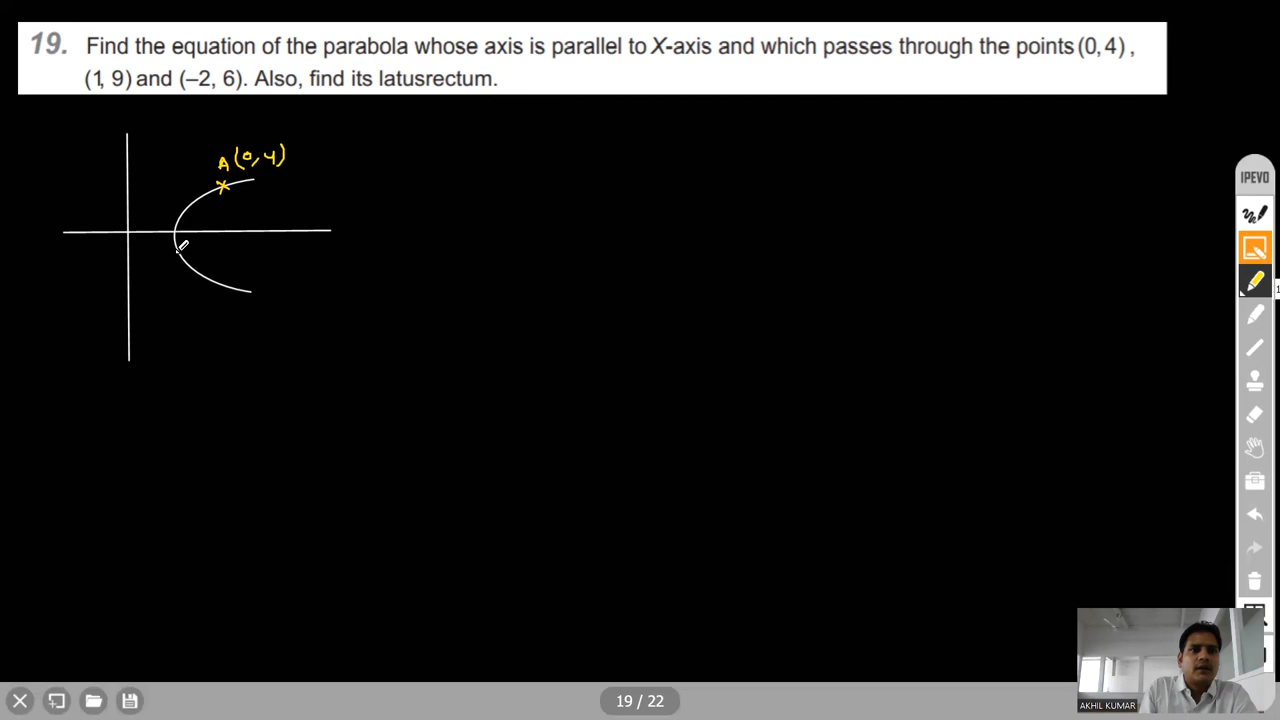 19. Find the equation of the parabola whose axis is parallel to X-axis and which passes through the points (0, 4) ,
(1, 9) and (–2, 6). Also, find its latusrectum.
A(0, 4)
IPEVO
1
19 / 22
AKHIL KUMAR